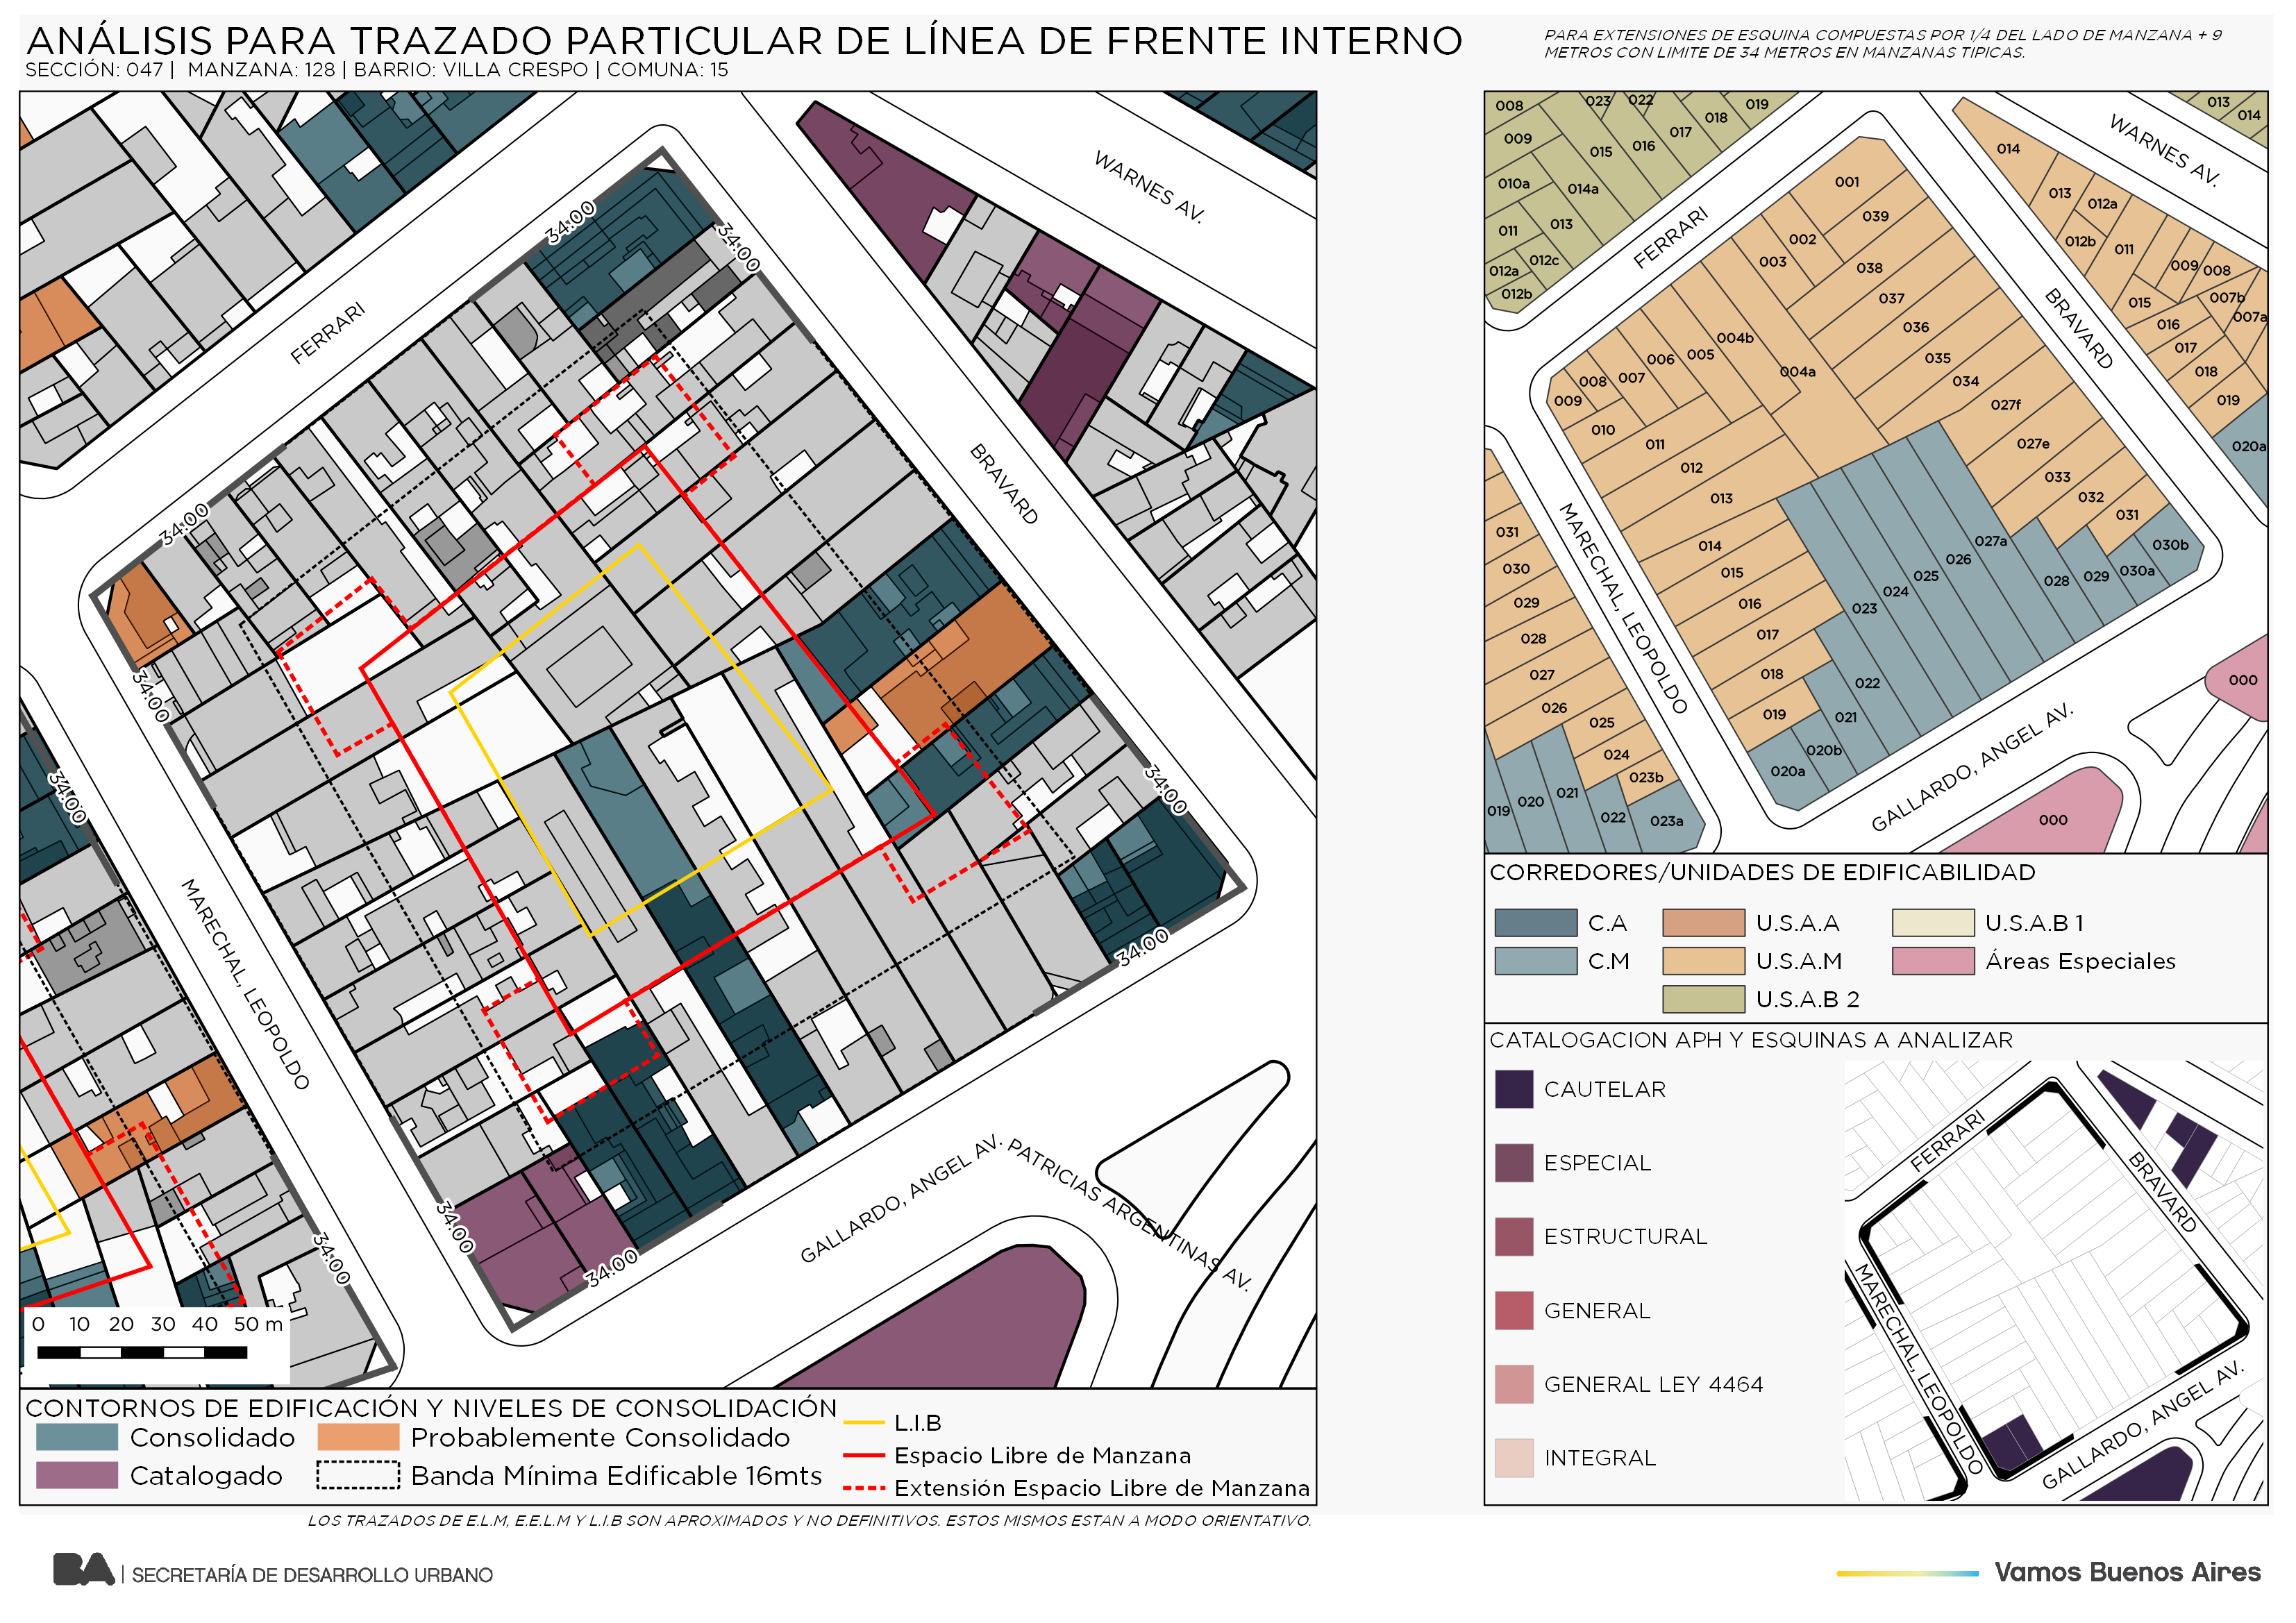 ANÁLISIS PARA TRAZADO PARTICULAR DE LÍNEA DE FRENTE INTERNO
SECCIÓN: 047 | MANZANA: 128 | BARRIO: VILLA CRESPO | COMUNA: 15
PARA EXTENSIONES DE ESQUINA COMPUESTAS POR 1/4 DEL LADO DE MANZANA + 9
METROS CON LIMITE DE 34 METROS EN MANZANAS TIPICAS.
WARNES AV.
34:00
34:00
FERRARI
BRAVARD
34:00
34:00
34:00
34:00
34:00
MARECHAL, LEOPOLDO
GALLARDO, ANGEL AV.
PATRICIAS ARGENTINAS AV.
34:00
34:00
34:00
0 10 20 30 40 50 m
CONTORNOS DE EDIFICACIÓN Y NIVELES DE CONSOLIDACIÓN
Consolidado
Probablemente Consolidado
Catalogado
Banda Mínima Edificable 16mts
L.I.B
Espacio Libre de Manzana
Extensión Espacio Libre de Manzana
LOS TRAZADOS DE E.L.M, E.E.L.M Y L.I.B SON APROXIMADOS Y NO DEFINITIVOS. ESTOS MISMOS ESTAN A MODO ORIENTATIVO.
008
023
022
019
018
017
016
015
009
010a
014a
013
011
012c
012a
012b
013
014
WARNES AV.
FERRARI
BRAVARD
014
013
012a
012b
011
009
008
007b
007a
015
016
017
018
019
020a
001
039
002
003
038
037
036
035
034
004b
004a
005
006
007
008
009
010
011
012
013
014
015
016
017
018
019
027f
027e
033
032
031
030b
030a
029
028
027a
026
025
024
023
022
021
020b
020a
MARECHAL, LEOPOLDO
GALLARDO, ANGEL AV.
031
030
029
028
027
026
025
024
023b
023a
022
021
020
019
000
000
CORREDORES/UNIDADES DE EDIFICABILIDAD
C.A
U.S.A.A
U.S.A.B 1
C.M
U.S.A.M
Áreas Especiales
U.S.A.B 2
CATALOGACION APH Y ESQUINAS A ANALIZAR
CAUTELAR
ESPECIAL
ESTRUCTURAL
GENERAL
GENERAL LEY 4464
INTEGRAL
FERRARI
BRAVARD
MARECHAL, LEOPOLDO
GALLARDO, ANGEL AV.
BA | SECRETARÍA DE DESARROLLO URBANO
Vamos Buenos Aires